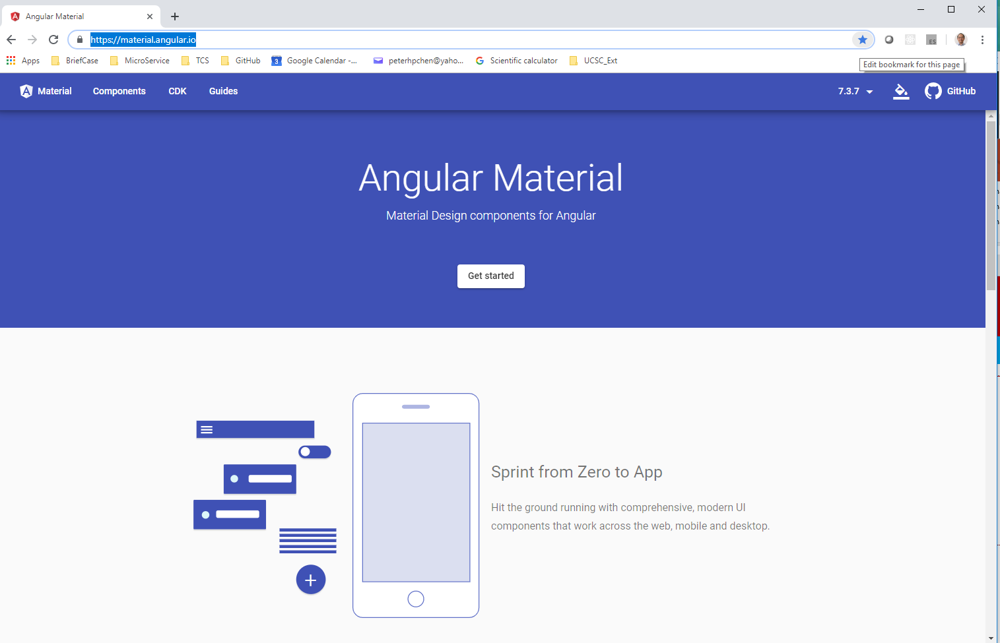 Angular Material
https://material.angular.io
ES
Apps BriefCase MicroService TCS GitHub 3 Google Calendar -... peterhpchen@yaho... Scientific calculator UCSC_Ext
Edit bookmark for this page
Material Components CDK Guides 7.3.7 GitHub
Angular Material
Material Design components for Angular
Get started
Sprint from Zero to App
Hit the ground running with comprehensive, modern UI
components that work across the web, mobile and desktop.